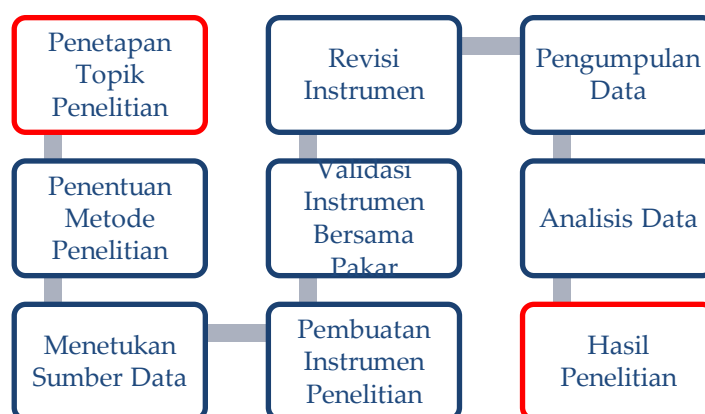 Penetapan
Topik
Penelitian
Penentuan
Metode
Penelitian
Menetukan
Sumber Data
Pembuatan
Instrumen
Penelitian
Validasi
Instrumen
Bersama
Pakar
Revisi
Instrumen
Pengumpulan
Data
Analisis Data
Hasil
Penelitian